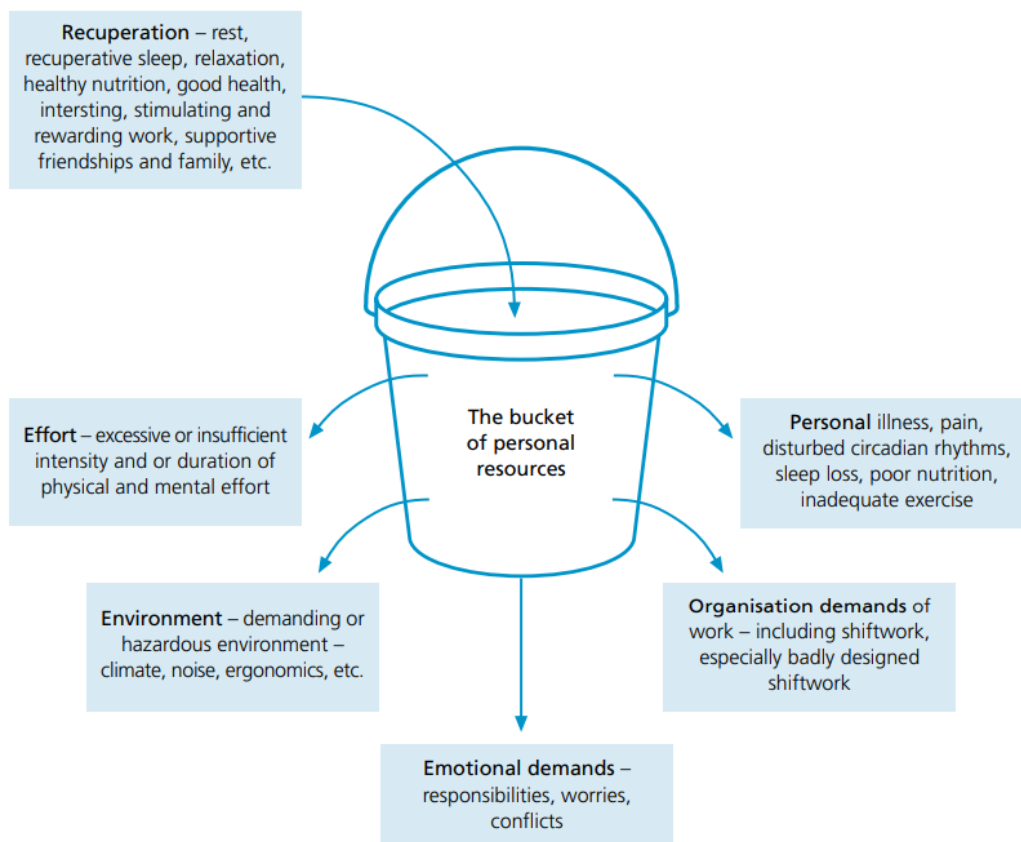 Recuperation – rest,
recuperative sleep, relaxation,
healthy nutrition, good health,
intersting, stimulating and
rewarding work, supportive
friendships and family, etc.
The bucket
of personal
resources
Effort – excessive or insufficient
intensity and or duration of
physical and mental effort
Personal illness, pain,
disturbed circadian rhythms,
sleep loss, poor nutrition,
inadequate exercise
Environment – demanding or
hazardous environment –
climate, noise, ergonomics, etc.
Organisation demands of
work – including shiftwork,
especially badly designed
shiftwork
Emotional demands –
responsibilities, worries,
conflicts